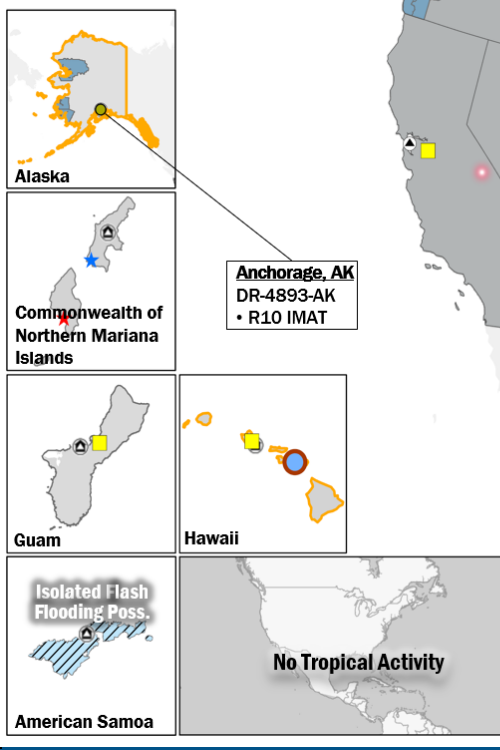 Alaska
Commonwealth of
Northern Mariana
Islands
Anchorage, AK
DR-4893-AK
• R10 IMAT
Guam
Hawaii
Isolated Flash
Flooding Poss.
American Samoa
No Tropical Activity